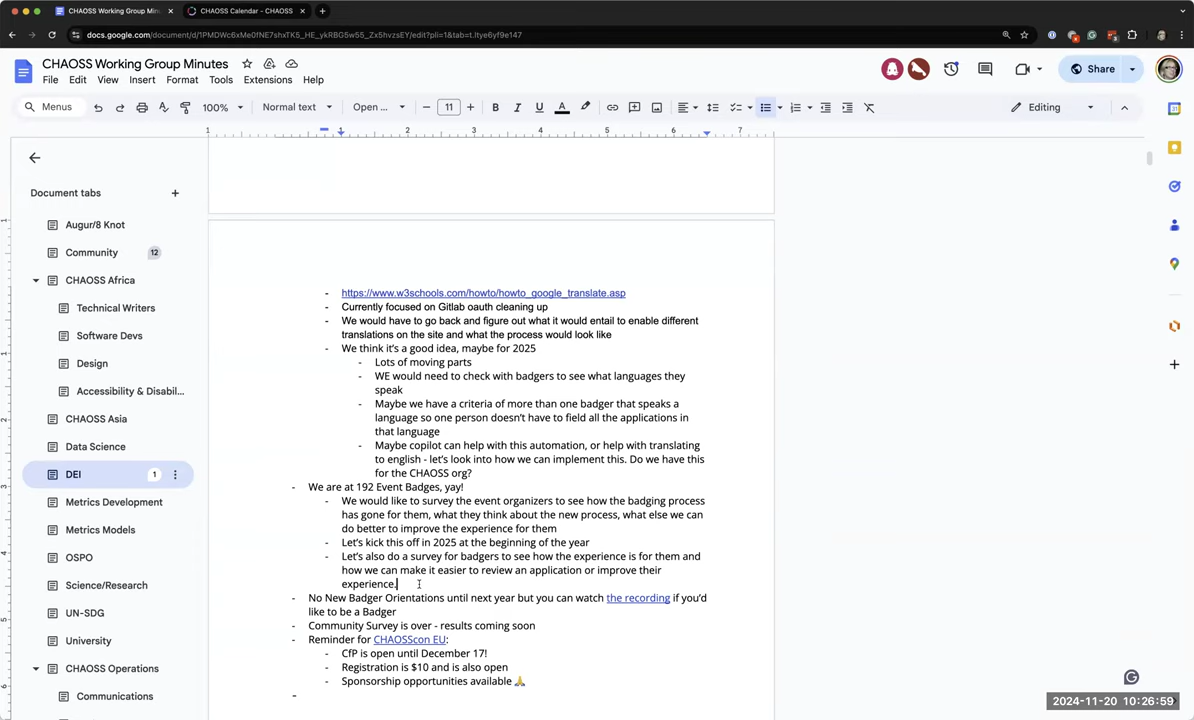 CHAOSS Working Group Minu
CHAOSS Calendar - CHAOSS
docs.google.com/document/d/1PMDWc6xMe0fNE7shxTK5_HE_ykRBG5w55_Zx5hvzsEY/edit?pli=1&tab=t.ltye6yf9e147
CHAOSS Working Group Minutes
File Edit View Insert Format Tools Extensions Help
Share
Menus
100%
Normal text
Open ...
11
Editing
1 1 2 3 4 5 6 7
Document tabs
Augur/8 Knot
Community 12
CHAOSS Africa
Technical Writers
Software Devs
Design
Accessibility & Disabil...
CHAOSS Asia
Data Science
DEI 1
Metrics Development
Metrics Models
OSPO
Science/Research
UN-SDG
University
CHAOSS Operations
Communications
- https://www.w3schools.com/howto/howto_google_translate.asp
- Currently focused on Gitlab oauth cleaning up
- We would have to go back and figure out what it would entail to enable different
translations on the site and what the process would look like
- We think it's a good idea, maybe for 2025
- Lots of moving parts
- WE would need to check with badgers to see what languages they
speak
- Maybe we have a criteria of more than one badger that speaks a
language so one person doesn't have to field all the applications in
that language
- Maybe copilot can help with this automation, or help with translating
to english - let's look into how we can implement this. Do we have this
for the CHAOSS org?
- We are at 192 Event Badges, yay!
- We would like to survey the event organizers to see how the badging process
has gone for them, what they think about the new process, what else we can
do better to improve the experience for them
- Let's kick this off in 2025 at the beginning of the year
- Let's also do a survey for badgers to see how the experience is for them and
how we can make it easier to review an application or improve their
experience.
- No New Badger Orientations until next year but you can watch the recording if you'd
like to be a Badger
- Community Survey is over - results coming soon
- Reminder for CHAOSScon EU:
- CfP is open until December 17!
- Registration is $10 and is also open
- Sponsorship opportunities available 🙏
-
2024-11-20 10:26:59